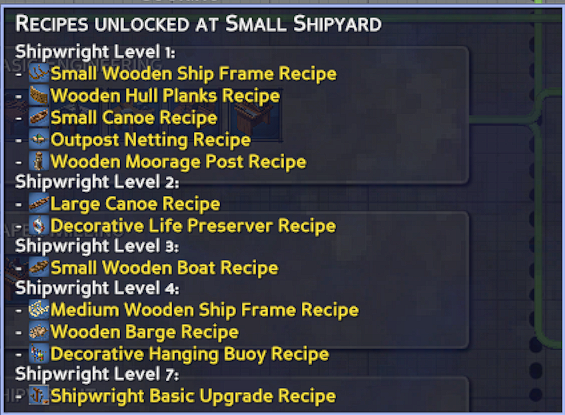 Recipes unlocked at Small Shipyard
Shipwright Level 1:
- Small Wooden Ship Frame Recipe
- Wooden Hull Planks Recipe
- Small Canoe Recipe
- Outpost Netting Recipe
- Wooden Moorage Post Recipe
Shipwright Level 2:
- Large Canoe Recipe
- Decorative Life Preserver Recipe
Shipwright Level 3:
- Small Wooden Boat Recipe
Shipwright Level 4:
- Medium Wooden Ship Frame Recipe
- Wooden Barge Recipe
- Decorative Hanging Buoy Recipe
Shipwright Level 7:
- Shipwright Basic Upgrade Recipe